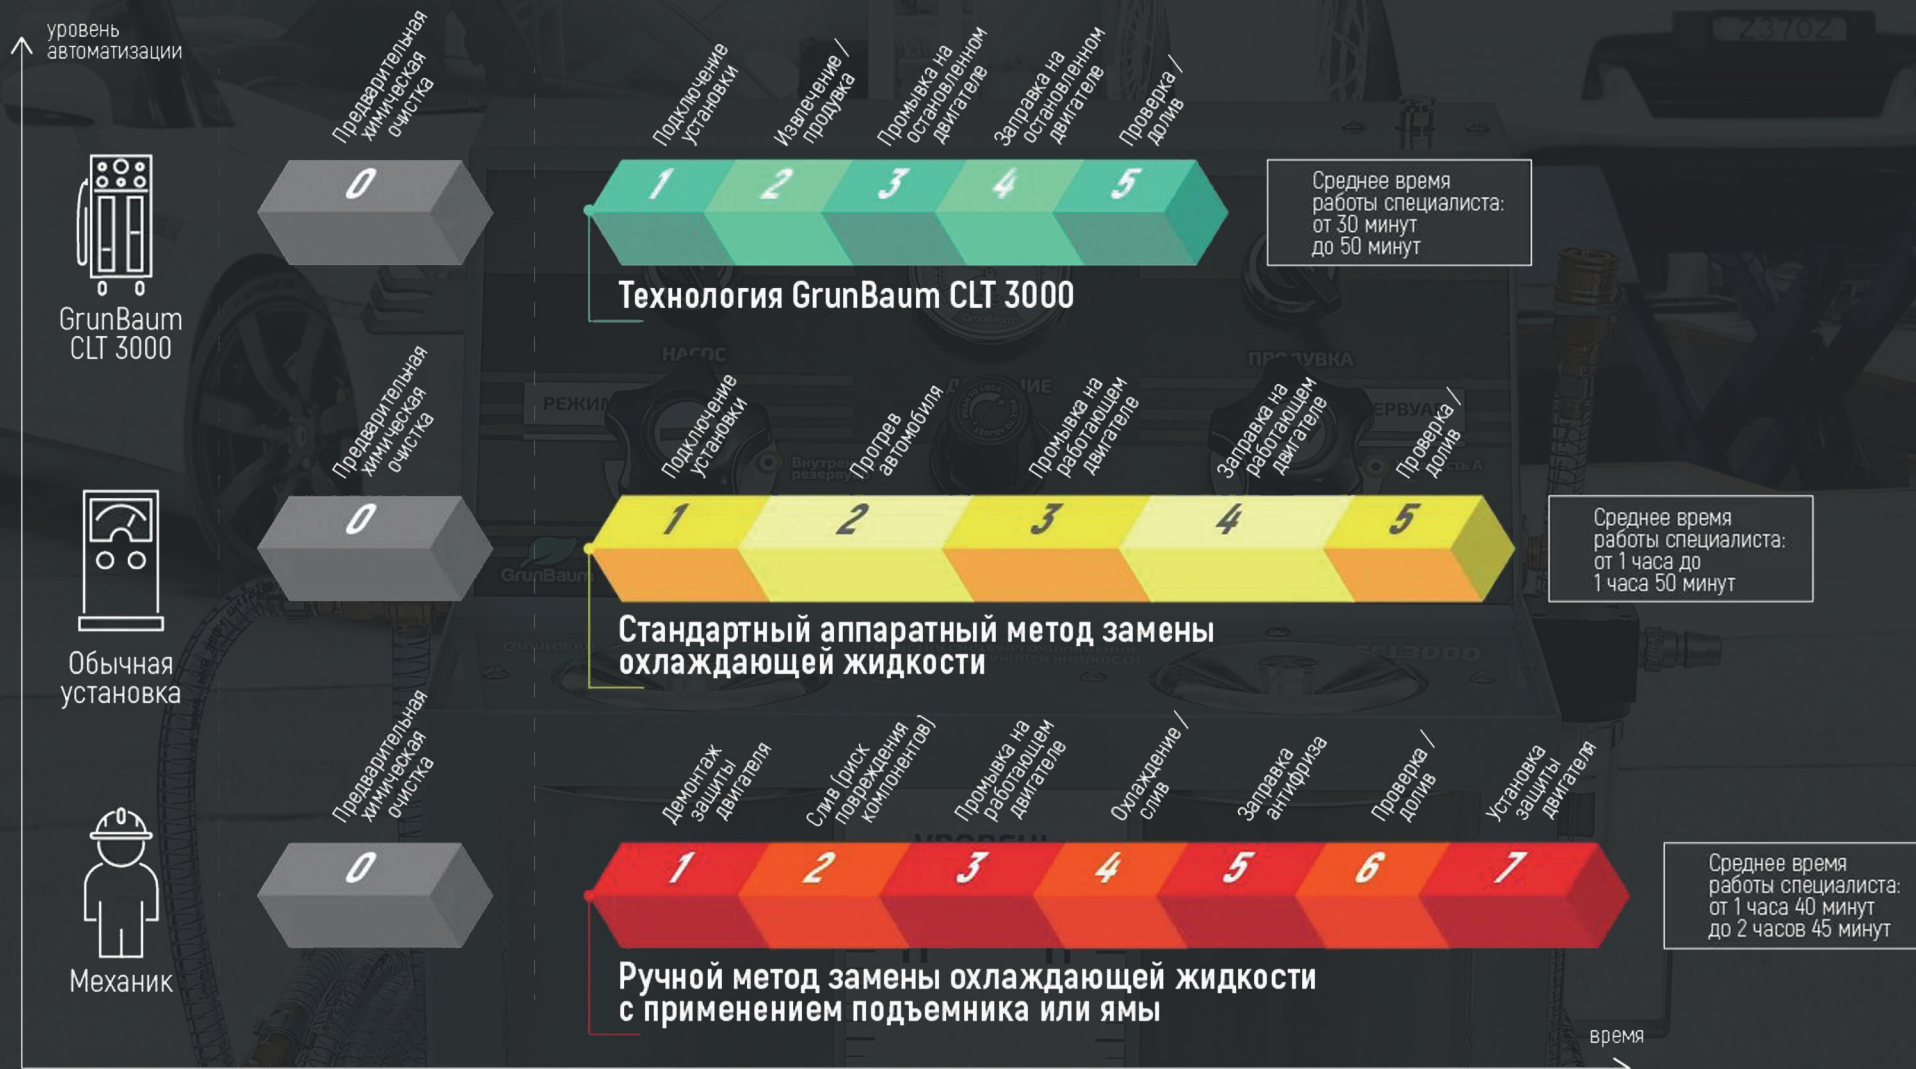 уровень
автоматизации
Предварительная
химическая
очистка
Подключение
установки
Извлечение /
продувка
Промывка на
остановленном
двигателе
Заправка на
остановленном
двигателе
Проверка /
долив
Z3702
0
1
2
3
4
5
Среднее время
работы специалиста:
от 30 минут
до 50 минут
Технология GrunBaum CLT 3000
GrunBaum
CLT 3000
НАСОС
ПРОДУВКА
Предварительная
химическая
очистка
Подключение
установки
Прогрев
автомобиля
Промывка на
работающем
двигателе
Заправка на
работающем
двигателе
Проверка /
долив
0
1
2
3
4
5
Среднее время
работы специалиста:
от 1 часа до
1 часа 50 минут
GrunBaum
Стандартный аппаратный метод замены
охлаждающей жидкости
Обычная
установка
Предварительная
химическая
очистка
Демонтаж
защиты
двигателя
Слив (риск
повреждения
компонентов)
Промывка на
работающем
двигателе
Охлаждение /
слив
Заправка
антифриза
Проверка /
долив
Установка
защиты
двигателя
0
1
2
3
4
5
6
7
Среднее время
работы специалиста:
от 1 часа 40 минут
до 2 часов 45 минут
Ручной метод замены охлаждающей жидкости
с применением подъемника или ямы
Механик
время